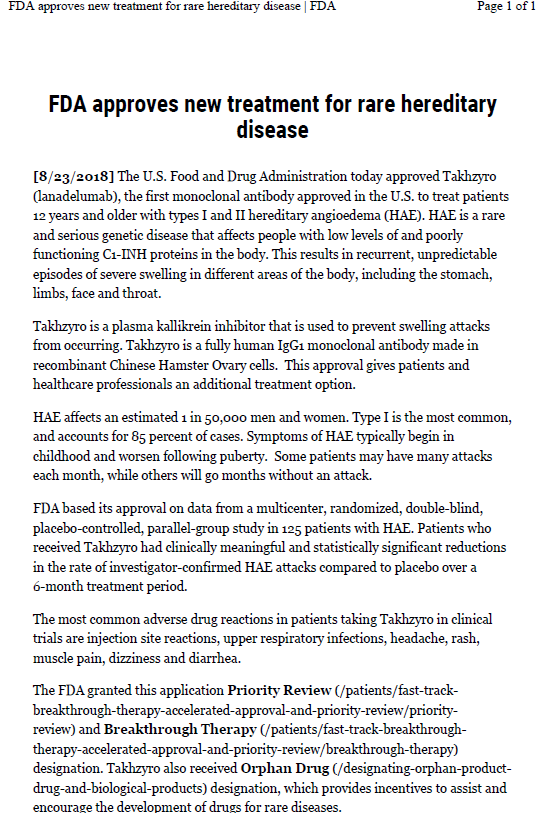 FDA approves new treatment for rare hereditary disease | FDA Page 1 of 1
FDA approves new treatment for rare hereditary
disease
[8/23/2018] The U.S. Food and Drug Administration today approved Takhzyro
(lanadelumab), the first monoclonal antibody approved in the U.S. to treat patients
12 years and older with types I and II hereditary angioedema (HAE). HAE is a rare
and serious genetic disease that affects people with low levels of and poorly
functioning C1-INH proteins in the body. This results in recurrent, unpredictable
episodes of severe swelling in different areas of the body, including the stomach,
limbs, face and throat.
Takhzyro is a plasma kallikrein inhibitor that is used to prevent swelling attacks
from occurring. Takhzyro is a fully human IgG1 monoclonal antibody made in
recombinant Chinese Hamster Ovary cells.  This approval gives patients and
healthcare professionals an additional treatment option.
HAE affects an estimated 1 in 50,000 men and women. Type I is the most common,
and accounts for 85 percent of cases. Symptoms of HAE typically begin in
childhood and worsen following puberty.  Some patients may have many attacks
each month, while others will go months without an attack.
FDA based its approval on data from a multicenter, randomized, double-blind,
placebo-controlled, parallel-group study in 125 patients with HAE. Patients who
received Takhzyro had clinically meaningful and statistically significant reductions
in the rate of investigator-confirmed HAE attacks compared to placebo over a
6-month treatment period.
The most common adverse drug reactions in patients taking Takhzyro in clinical
trials are injection site reactions, upper respiratory infections, headache, rash,
muscle pain, dizziness and diarrhea.
The FDA granted this application Priority Review (/patients/fast-track-
breakthrough-therapy-accelerated-approval-and-priority-review/priority-
review) and Breakthrough Therapy (/patients/fast-track-breakthrough-
therapy-accelerated-approval-and-priority-review/breakthrough-therapy)
designation. Takhzyro also received Orphan Drug (/designating-orphan-product-
drug-and-biological-products) designation, which provides incentives to assist and
encourage the development of drugs for rare diseases.